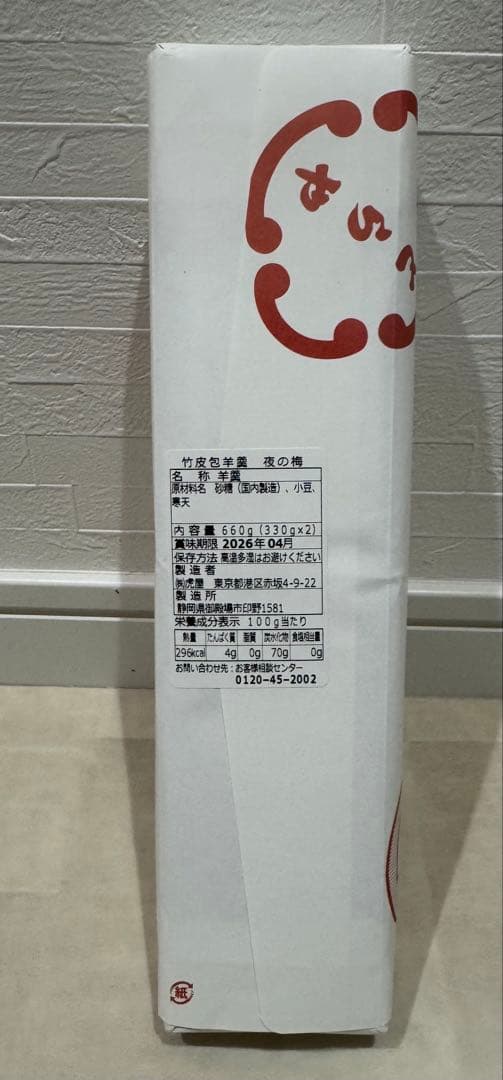 やらと
竹皮包羊羹 夜の梅
名 称 羊羹
原材料名 砂糖（国内製造）、小豆、
寒天
内 容 量 660g（330g×2）
賞味期限 2026年 04月
保存方法 高温多湿はお避けください
製 造 者
㈱虎屋 東京都港区赤坂4-9-22
製 造 所
静岡県御殿場市印野1581
栄養成分表示 100g当たり
熱量 たんぱく質 脂質 炭水化物 食塩相当量
296kcal 4g 0g 70g 0g
お問い合わせ先：お客様相談センター
0120-45-2002
紙